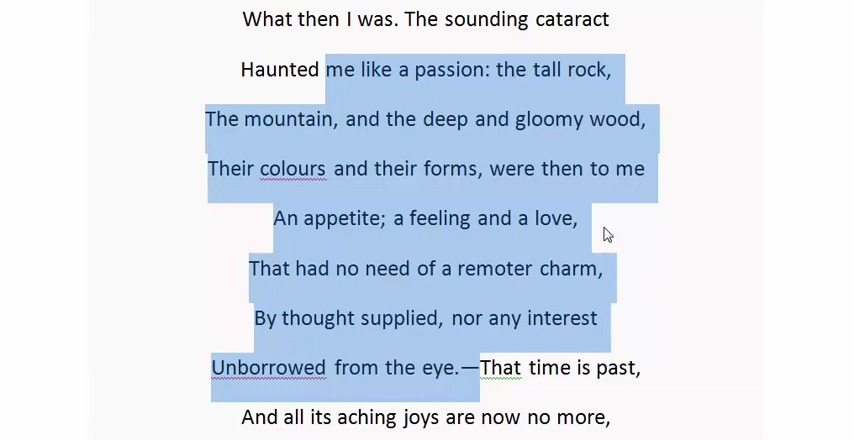 What then I was. The sounding cataract
Haunted me like a passion: the tall rock,
The mountain, and the deep and gloomy wood,
Their colours and their forms, were then to me
An appetite; a feeling and a love,
That had no need of a remoter charm,
By thought supplied, nor any interest
Unborrowed from the eye.—That time is past,
And all its aching joys are now no more,